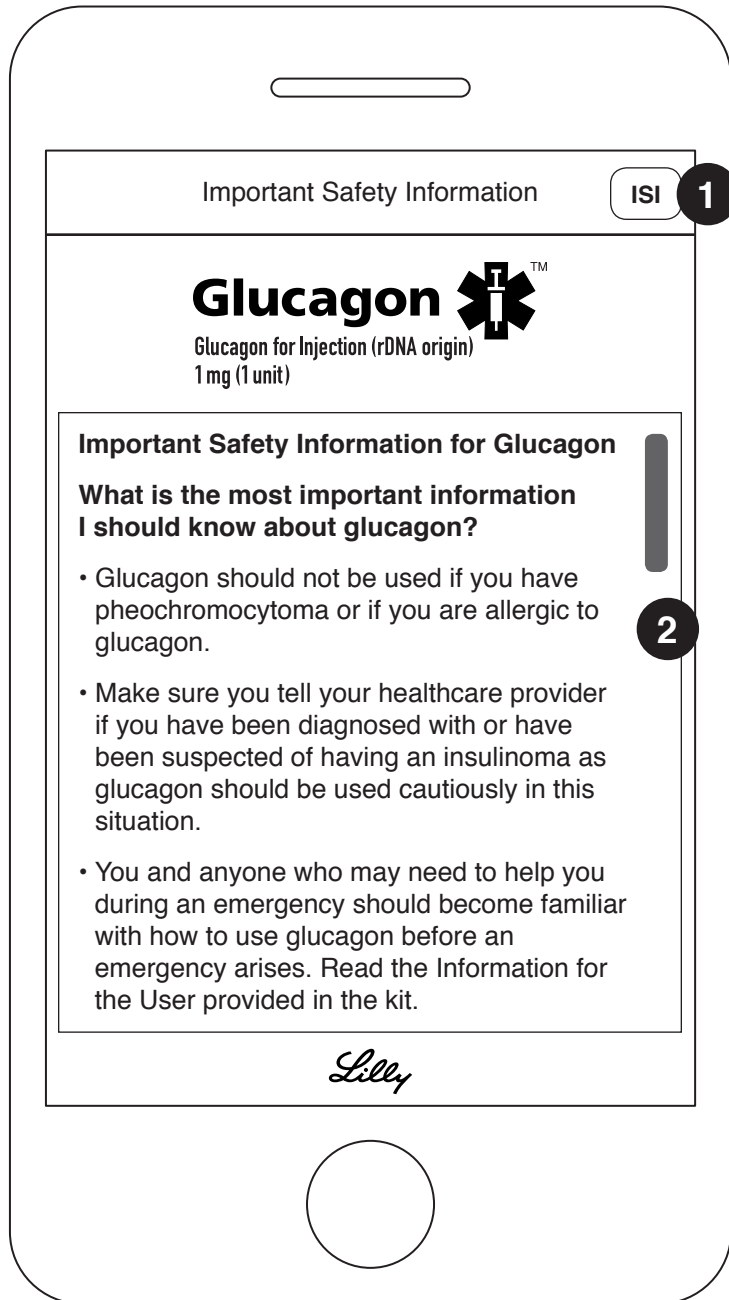 Important Safety Information
ISI
1
Glucagon ™
Glucagon for Injection (rDNA origin)
1 mg (1 unit)
Important Safety Information for Glucagon
What is the most important information
I should know about glucagon?
• Glucagon should not be used if you have
pheochromocytoma or if you are allergic to
glucagon.
2
• Make sure you tell your healthcare provider
if you have been diagnosed with or have
been suspected of having an insulinoma as
glucagon should be used cautiously in this
situation.
• You and anyone who may need to help you
during an emergency should become familiar
with how to use glucagon before an
emergency arises. Read the Information for
the User provided in the kit.
Lilly